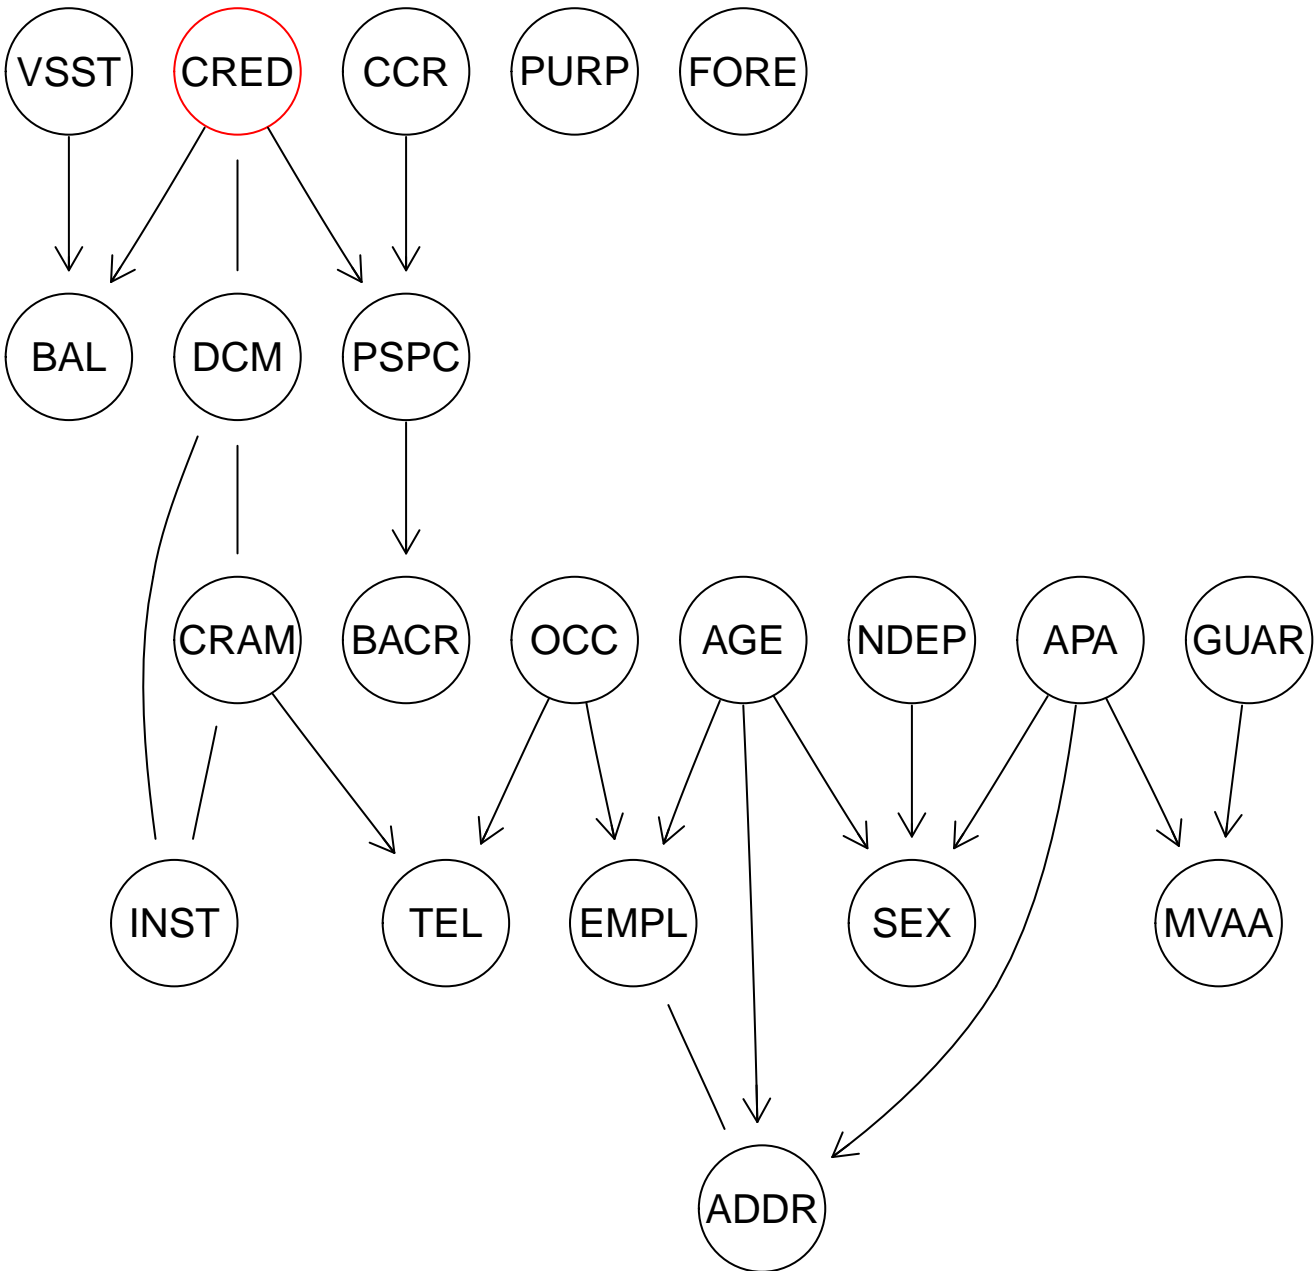 VSST CRED CCR PURP FORE
BAL DCM PSPC
CRAM BACR OCC AGE NDEP APA GUAR
INST TEL EMPL SEX MVAA
ADDR